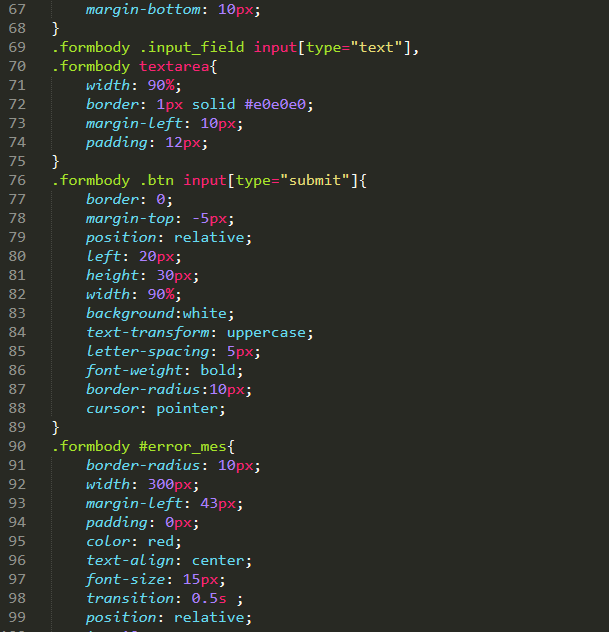 67 margin-bottom: 10px;
68 }
69 .formbody .input_field input[type="text"],
70 .formbody textarea{
71 width: 90%;
72 border: 1px solid #e0e0e0;
73 margin-left: 10px;
74 padding: 12px;
75 }
76 .formbody .btn input[type="submit"]{
77 border: 0;
78 margin-top: -5px;
79 position: relative;
80 left: 20px;
81 height: 30px;
82 width: 90%;
83 background:white;
84 text-transform: uppercase;
85 letter-spacing: 5px;
86 font-weight: bold;
87 border-radius:10px;
88 cursor: pointer;
89 }
90 .formbody #error_mes{
91 border-radius: 10px;
92 width: 300px;
93 margin-left: 43px;
94 padding: 0px;
95 color: red;
96 text-align: center;
97 font-size: 15px;
98 transition: 0.5s ;
99 position: relative;